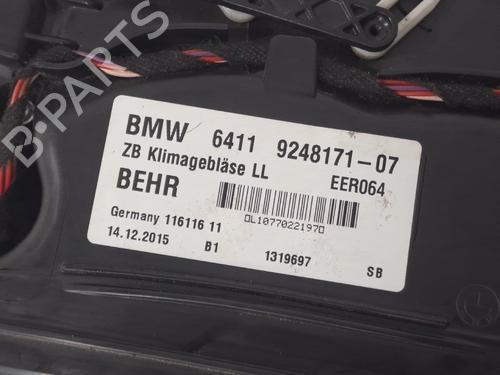 B-PARTS
BMW 6411 9248171-07
ZB Klimagebläse LL EER064
BEHR
OL1077022197O
Germany 116116 11
14.12.2015 B1 1319697 SB